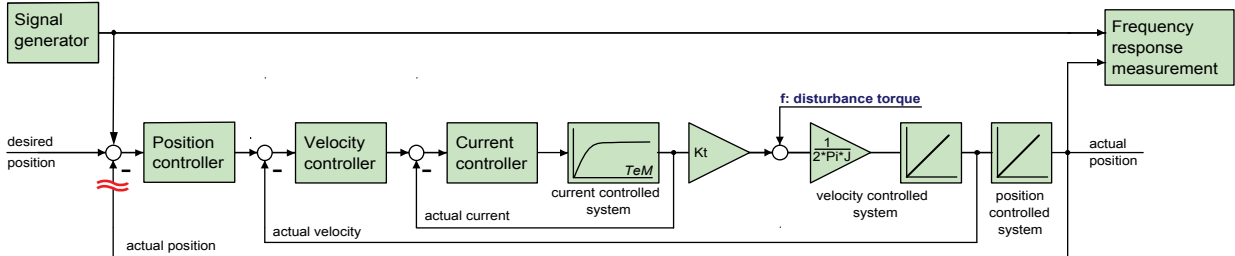 Signal
generator
Frequency
response
measurement
f: disturbance torque
desired
position
Position
controller
Velocity
controller
Current
controller
TeM
Kt
1
2*Pi*J
actual
position
current controlled
system
velocity controlled
system
position
controlled
system
actual current
actual velocity
actual position